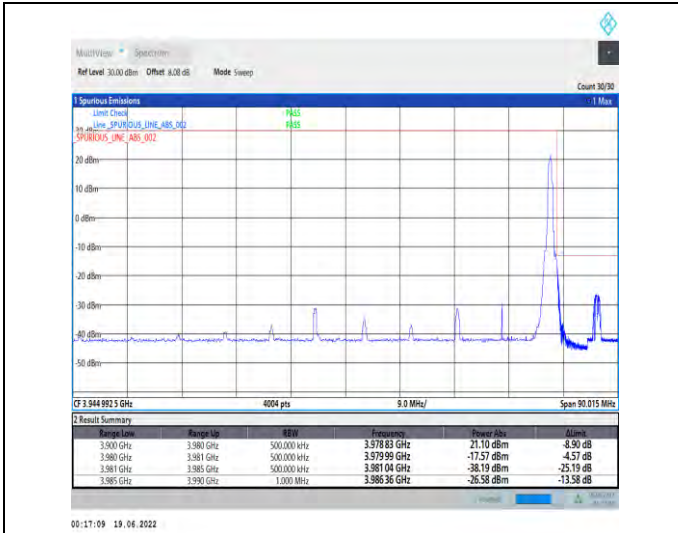 MultiView Spectrum
Ref Level 30.00 dBm Offset 8.08 dB Mode Sweep
Count 30/30
1 Spurious Emissions 1 Max
Limit Check PASS
Line _SPURIOUS_LINE_ABS_002 PASS
30 dBm
_SPURIOUS_LINE_ABS_002
20 dBm
10 dBm
0 dBm
-10 dBm
-20 dBm
-30 dBm
-40 dBm
-50 dBm
CF 3.944 992 5 GHz 4004 pts 9.0 MHz/ Span 90.015 MHz
2 Result Summary
Range Low Range Up RBW Frequency Power Abs ΔLimit
3.900 GHz 3.980 GHz 500.000 kHz 3.978 83 GHz 21.10 dBm -8.90 dB
3.980 GHz 3.981 GHz 500.000 kHz 3.979 99 GHz -17.57 dBm -4.57 dB
3.981 GHz 3.985 GHz 500.000 kHz 3.981 04 GHz -38.19 dBm -25.19 dB
3.985 GHz 3.990 GHz 1.000 MHz 3.986 36 GHz -26.58 dBm -13.58 dB
00:17:09 19.06.2022